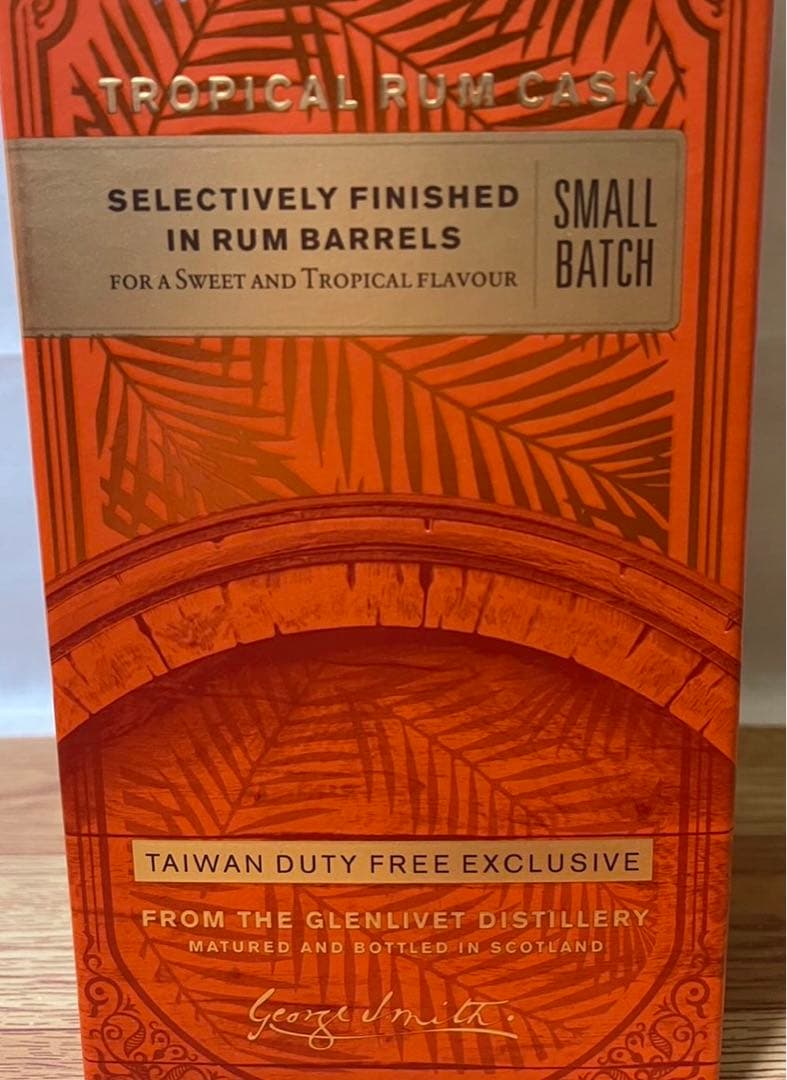 TROPICAL RUM CASK
SELECTIVELY FINISHED
IN RUM BARRELS
FOR A SWEET AND TROPICAL FLAVOUR
SMALL
BATCH
TAIWAN DUTY FREE EXCLUSIVE
FROM THE GLENLIVET DISTILLERY
MATURED AND BOTTLED IN SCOTLAND
George Smith.